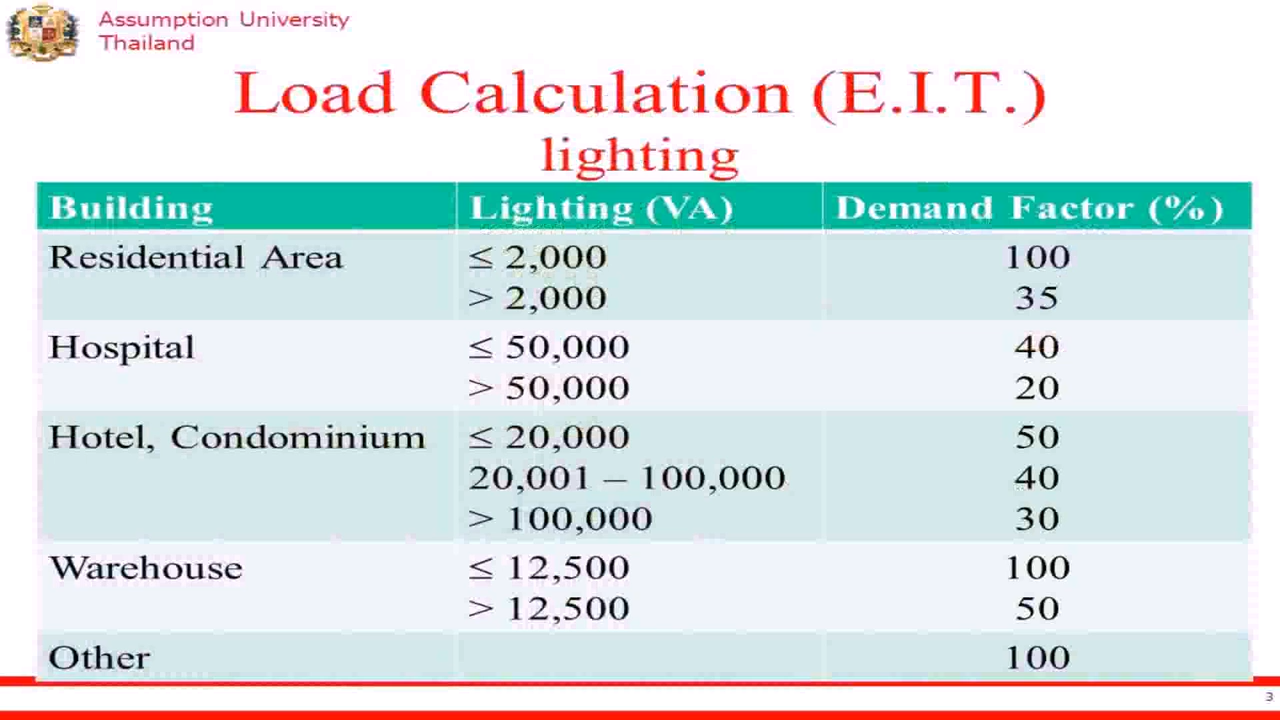 Assumption University
Thailand
Load Calculation (E.I.T.)
lighting
Building Lighting (VA) Demand Factor (%)
Residential Area ≤ 2,000 100
> 2,000 35
Hospital ≤ 50,000 40
> 50,000 20
Hotel, Condominium ≤ 20,000 50
20,001 – 100,000 40
> 100,000 30
Warehouse ≤ 12,500 100
> 12,500 50
Other 100
3